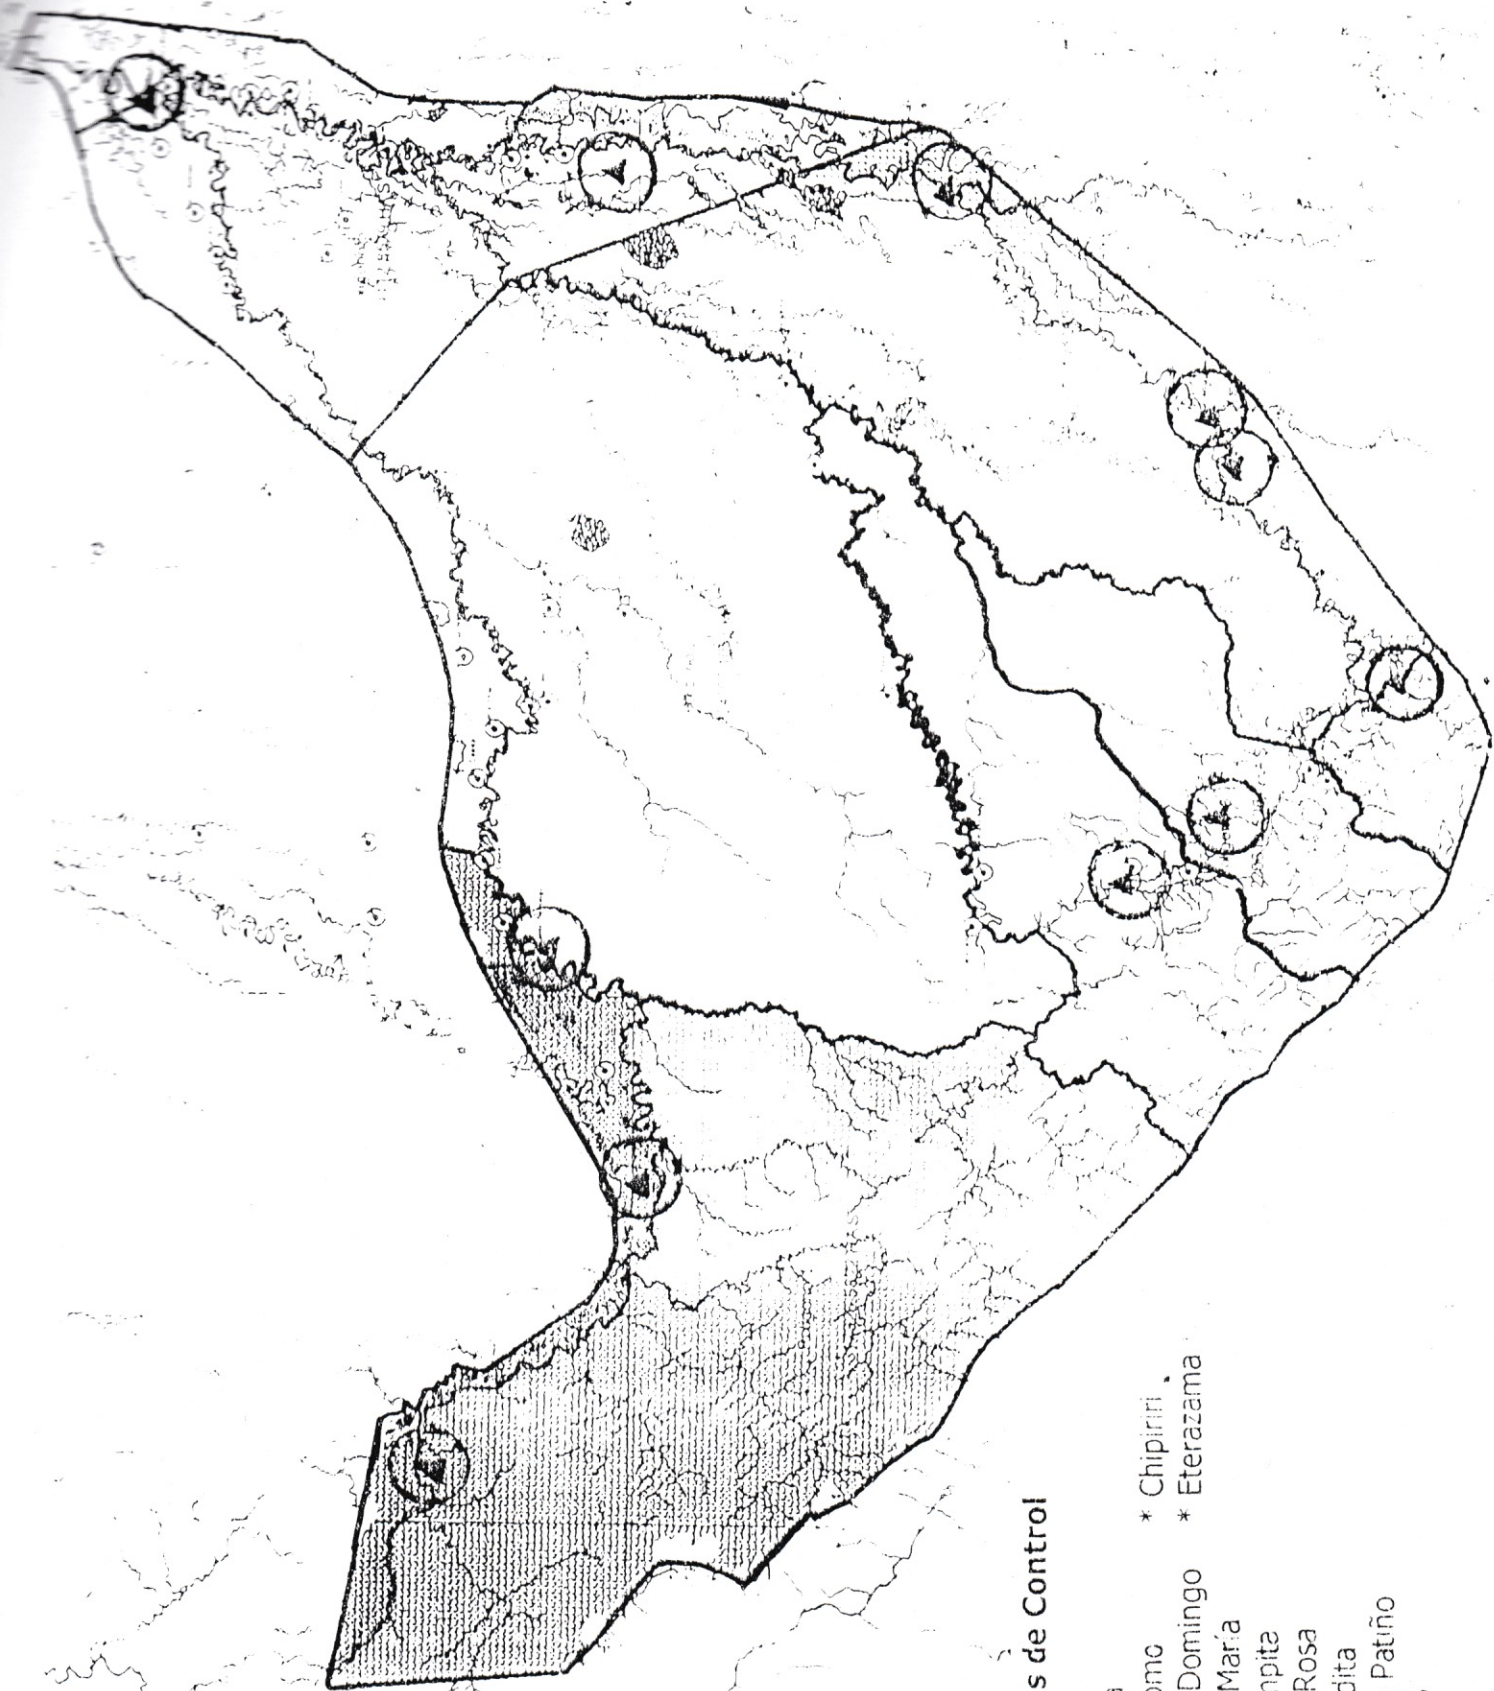 s de Control
* Chipiriri
omo
* Eterazama
Domingo
María
npita
Rosa
dita
Patiño